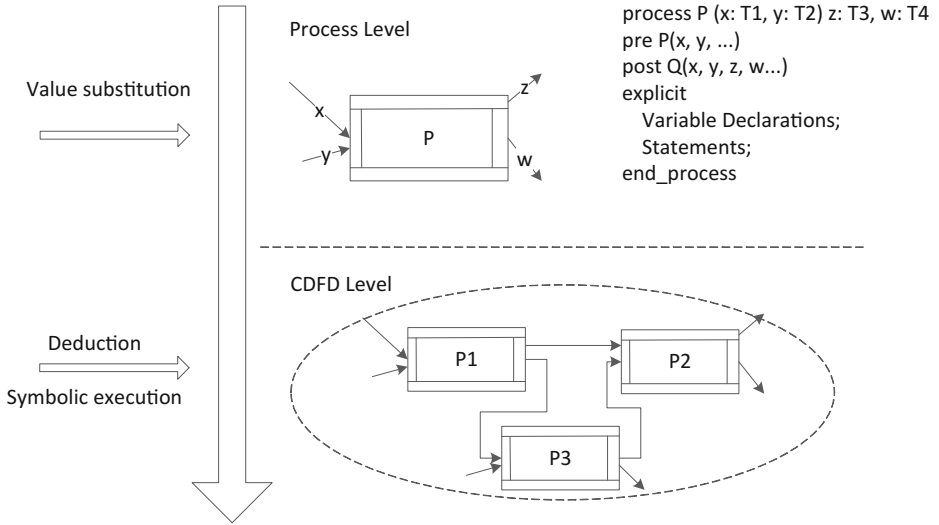 Process Level
process P (x: T1, y: T2) z: T3, w: T4
pre P(x, y, ...)
post Q(x, y, z, w...)
explicit
Variable Declarations;
Statements;
end_process
Value substitution
x
y
P
z
w
CDFD Level
Deduction
Symbolic execution
P1
P2
P3